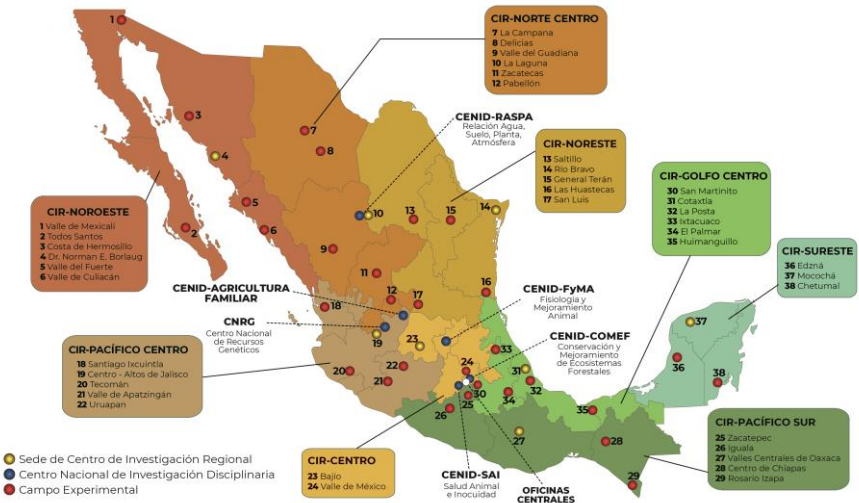 CIR-NORTE CENTRO
7 La Campana
8 Delicias
9 Valle del Guadiana
10 La Laguna
11 Zacatecas
12 Pabellón
CENID-RASPA
Relación Agua,
Suelo, Planta,
Atmósfera
CIR-NORESTE
13 Saltillo
14 Río Bravo
15 General Terán
16 Las Huastecas
17 San Luis
CIR-GOLFO CENTRO
30 San Martinito
31 Cotaxtla
32 La Posta
33 Ixtacuaco
34 El Palmar
35 Huimanguillo
CIR-SURESTE
36 Edzná
37 Mocochá
38 Chetumal
CIR-NOROESTE
1 Valle de Mexicali
2 Todos Santos
3 Costa de Hermosillo
4 Dr. Norman E. Borlaug
5 Valle del Fuerte
6 Valle de Culiacán
CENID-AGRICULTURA
FAMILIAR
CNRG
Centro Nacional
de Recursos
Genéticos
CENID-FyMA
Fisiología y
Mejoramiento
Animal
CENID-COMEF
Conservación y
Mejoramiento
de Ecosistemas
Forestales
CIR-PACÍFICO CENTRO
18 Santiago Ixcuintla
19 Centro - Altos de Jalisco
20 Tecomán
21 Valle de Apatzingán
22 Uruapan
CIR-CENTRO
23 Bajío
24 Valle de México
CENID-SAI
Salud Animal
e Inocuidad
OFICINAS
CENTRALES
CIR-PACÍFICO SUR
25 Zacatepec
26 Iguala
27 Valles Centrales de Oaxaca
28 Centro de Chiapas
29 Rosario Izapa
Sede de Centro de Investigación Regional
Centro Nacional de Investigación Disciplinaria
Campo Experimental
1
2
3
4
5
6
7
8
9
10
11
12
13
14
15
16
17
18
19
20
21
22
23
24
25
26
27
28
29
30
31
32
33
34
35
36
37
38